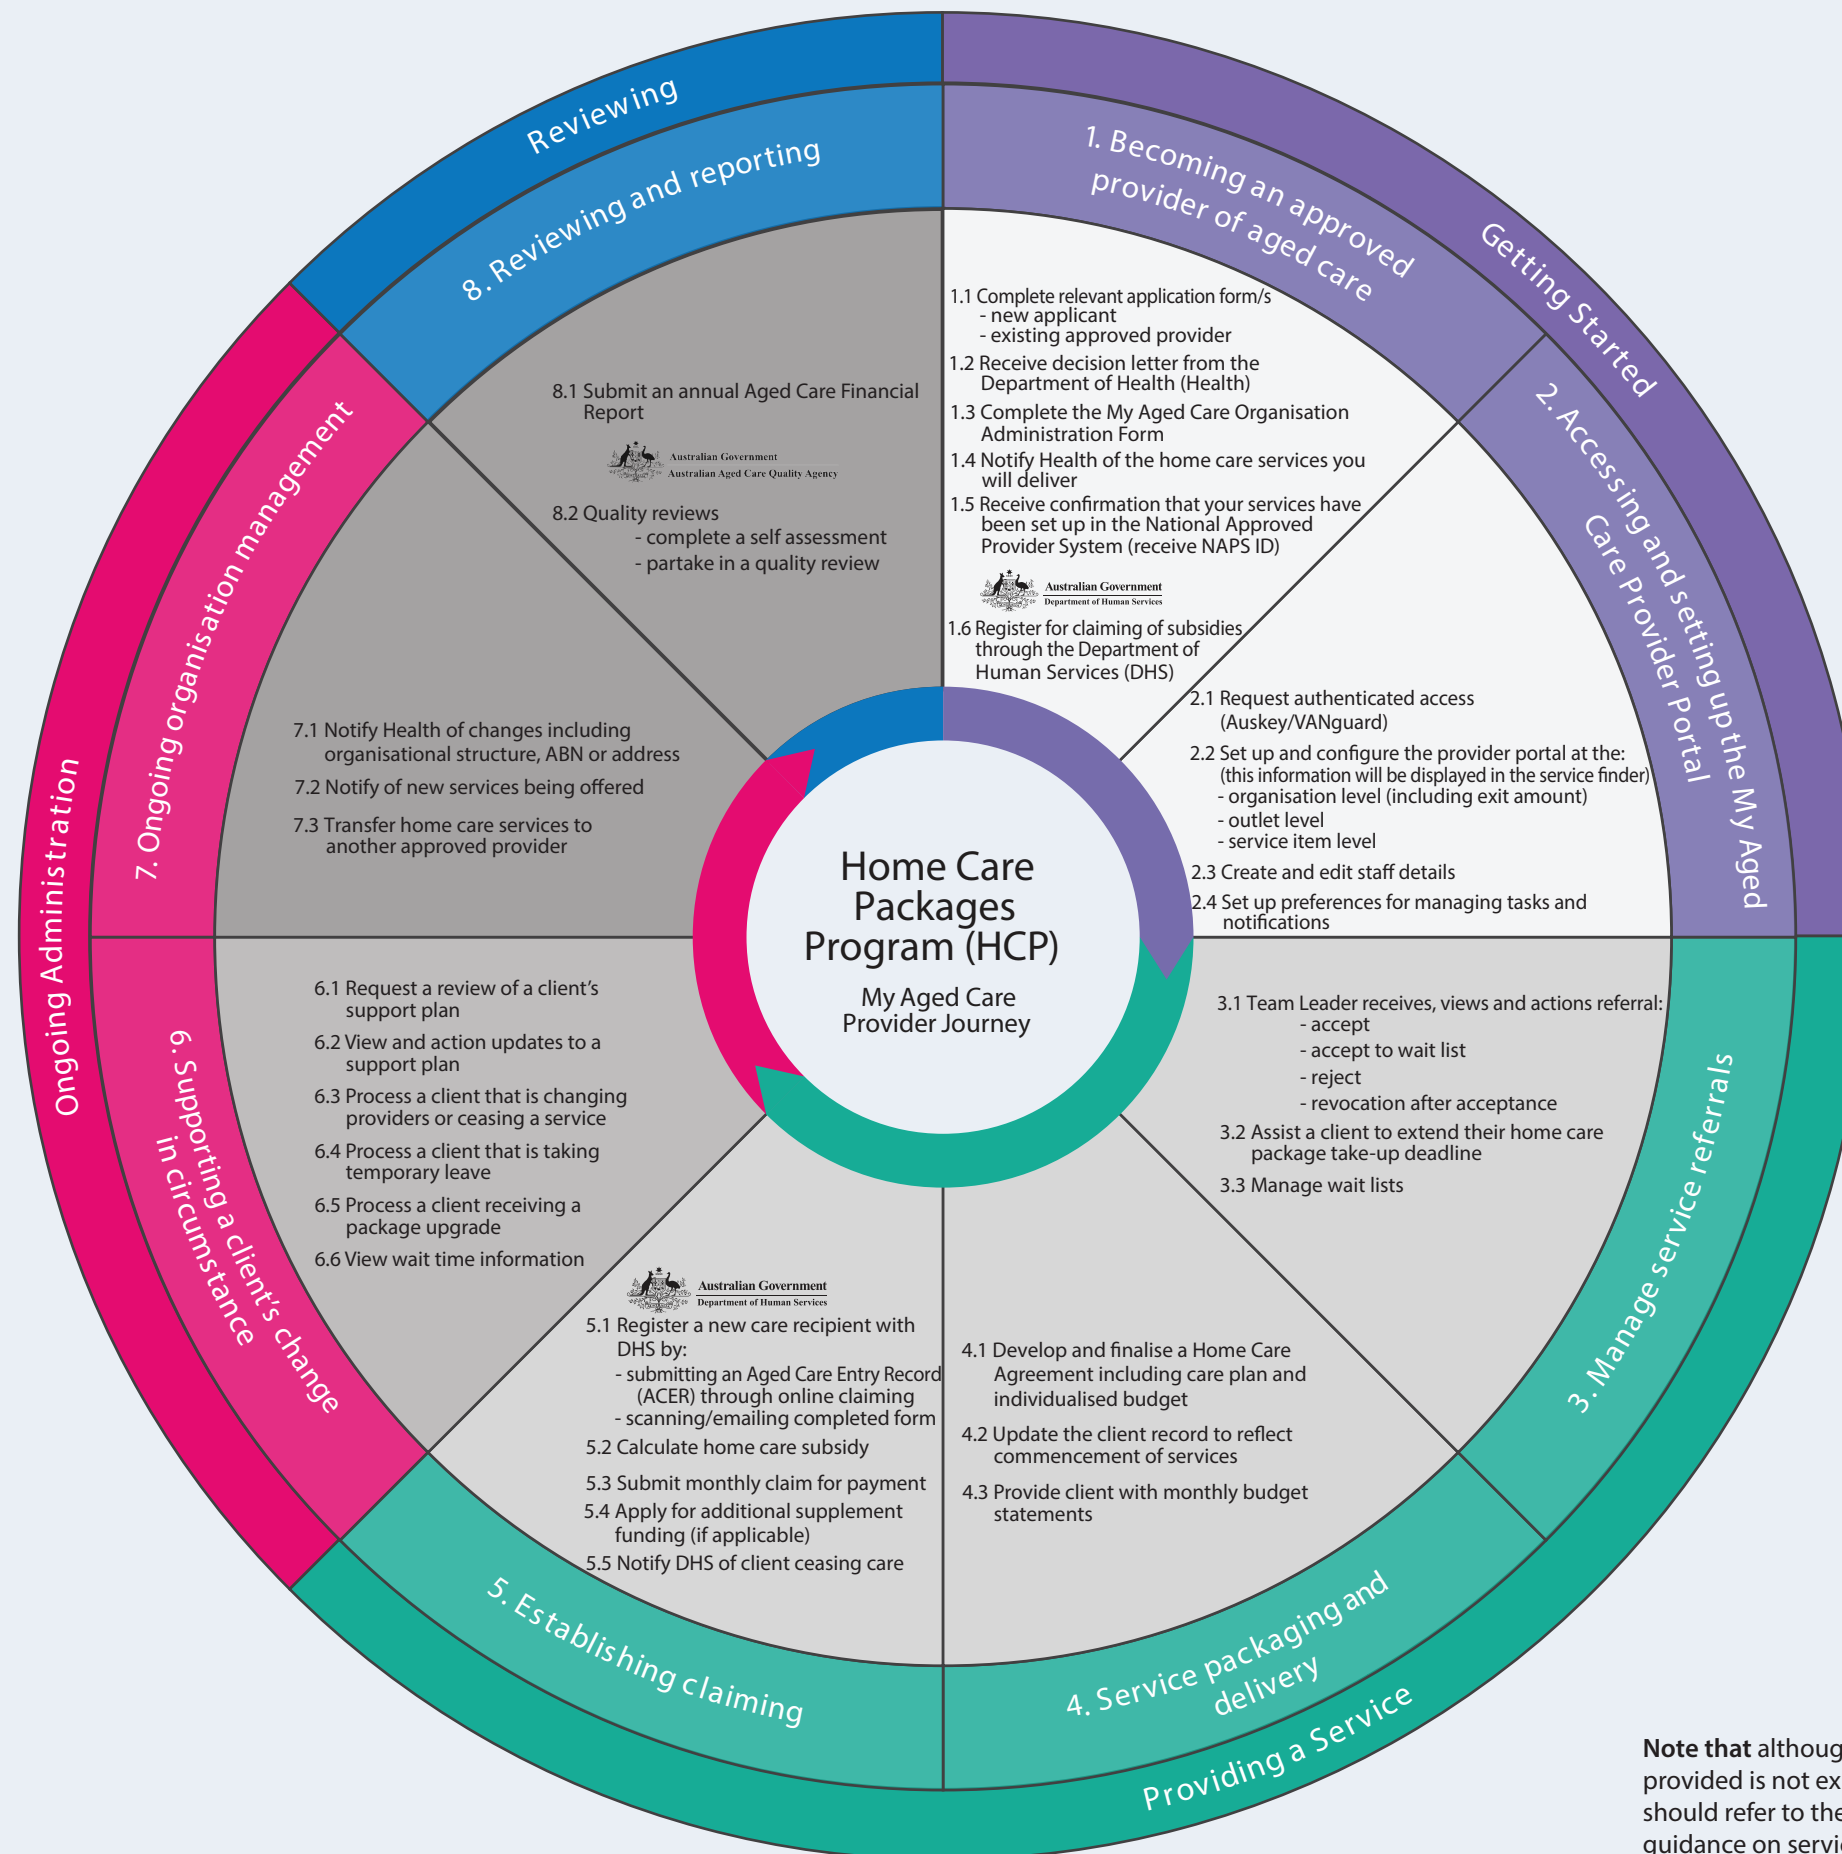 Home Care
Packages
Program (HCP)
My Aged Care
Provider Journey
Getting Started
1. Becoming an approved
provider of aged care
1.1 Complete relevant application form/s
- new applicant
- existing approved provider
1.2 Receive decision letter from the
Department of Health (Health)
1.3 Complete the My Aged Care Organisation
Administration Form
1.4 Notify Health of the home care services you
will deliver
1.5 Receive confirmation that your services have
been set up in the National Approved
Provider System (receive NAPS ID)
Australian Government
Department of Human Services
1.6 Register for claiming of subsidies
through the Department of
Human Services (DHS)
2. Accessing and setting up the My Aged
Care Provider Portal
2.1 Request authenticated access
(Auskey/VANguard)
2.2 Set up and configure the provider portal at the:
(this information will be displayed in the service finder)
- organisation level (including exit amount)
- outlet level
- service item level
2.3 Create and edit staff details
2.4 Set up preferences for managing tasks and
notifications
Providing a Service
3. Manage service referrals
3.1 Team Leader receives, views and actions referral:
- accept
- accept to wait list
- reject
- revocation after acceptance
3.2 Assist a client to extend their home care
package take-up deadline
3.3 Manage wait lists
4. Service packaging and
delivery
4.1 Develop and finalise a Home Care
Agreement including care plan and
individualised budget
4.2 Update the client record to reflect
commencement of services
4.3 Provide client with monthly budget
statements
5. Establishing claiming
Australian Government
Department of Human Services
5.1 Register a new care recipient with
DHS by:
- submitting an Aged Care Entry Record
(ACER) through online claiming
- scanning/emailing completed form
5.2 Calculate home care subsidy
5.3 Submit monthly claim for payment
5.4 Apply for additional supplement
funding (if applicable)
5.5 Notify DHS of client ceasing care
Ongoing Administration
6. Supporting a client's change
in circumstance
6.1 Request a review of a client's
support plan
6.2 View and action updates to a
support plan
6.3 Process a client that is changing
providers or ceasing a service
6.4 Process a client that is taking
temporary leave
6.5 Process a client receiving a
package upgrade
6.6 View wait time information
7. Ongoing organisation management
7.1 Notify Health of changes including
organisational structure, ABN or address
7.2 Notify of new services being offered
7.3 Transfer home care services to
another approved provider
Reviewing
8. Reviewing and reporting
8.1 Submit an annual Aged Care Financial
Report
Australian Government
Australian Aged Care Quality Agency
8.2 Quality reviews
- complete a self assessment
- partake in a quality review
Note that
provided is not
should refer to the
guidance on